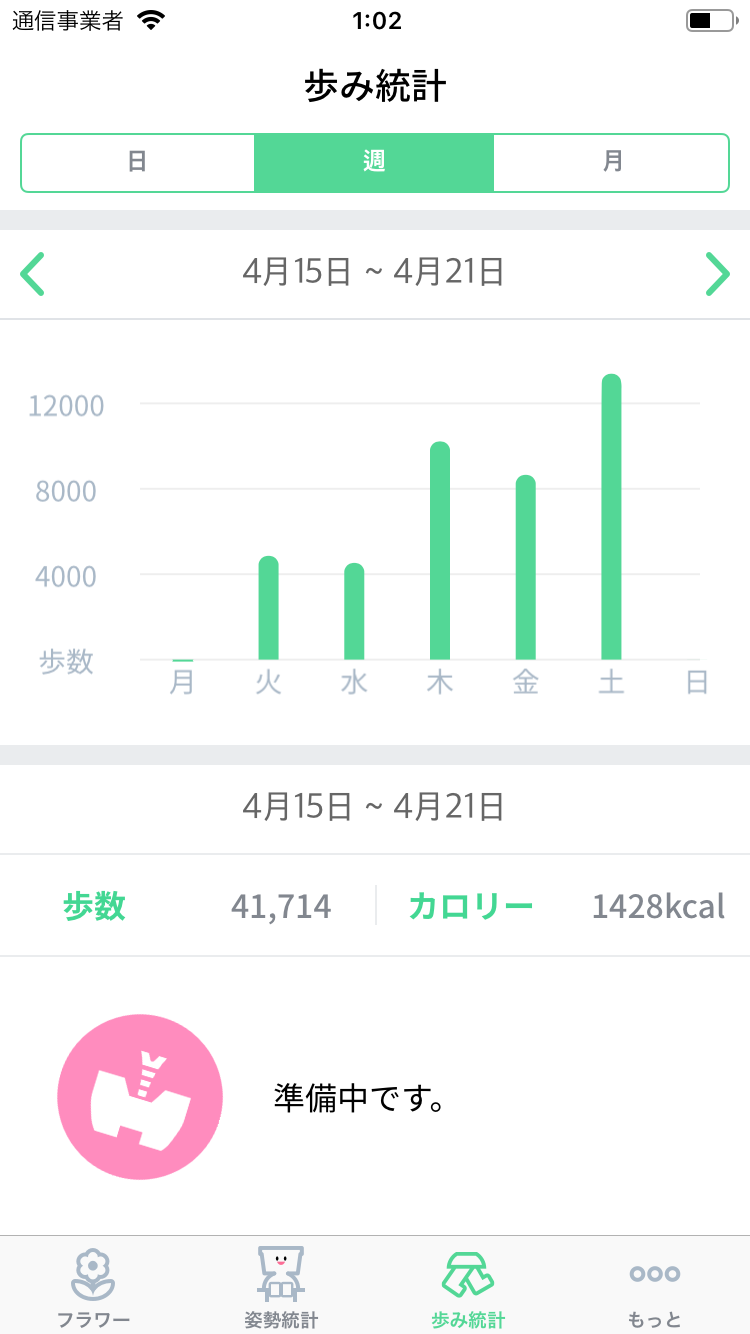 通信事業者 1:02
歩み統計
日 週 月
4月15日 ~ 4月21日
12000
8000
4000
歩数
月 火 水 木 金 土 日
4月15日 ~ 4月21日
歩数 41,714 カロリー 1428kcal
準備中です。
フラワー 姿勢統計 歩み統計 もっと